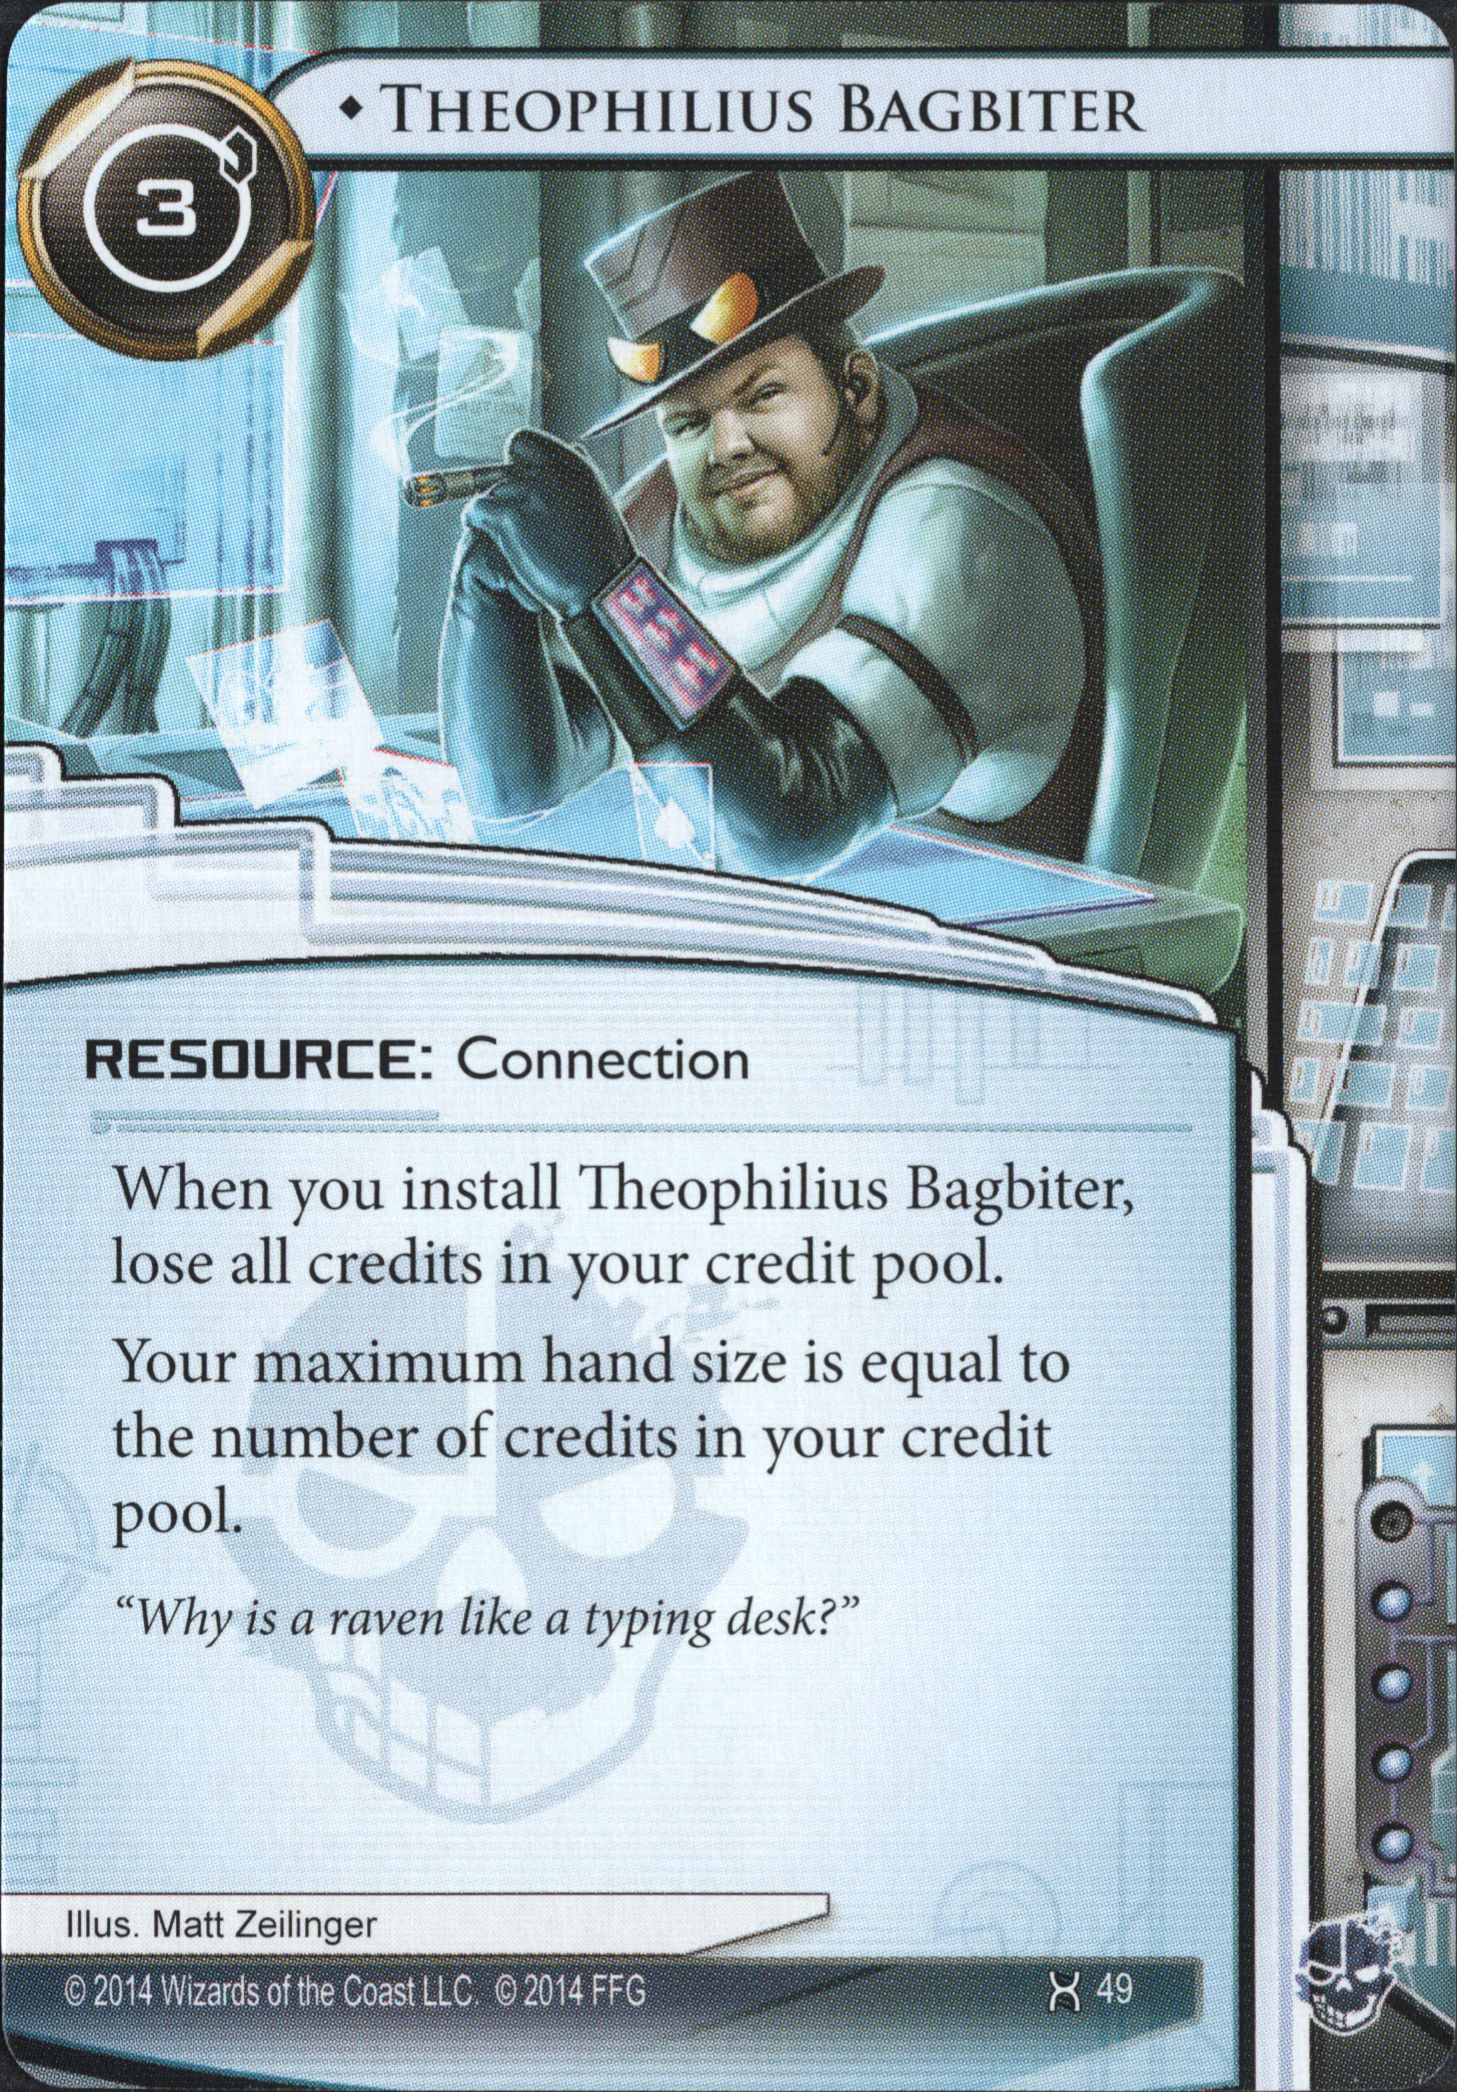 3
◆ THEOPHILIUS BAGBITER
RESOURCE: Connection
When you install Theophilius Bagbiter,
lose all credits in your credit pool.
Your maximum hand size is equal to
the number of credits in your credit
pool.
“Why is a raven like a typing desk?”
Illus. Matt Zeilinger
© 2014 Wizards of the Coast LLC. © 2014 FFG
49